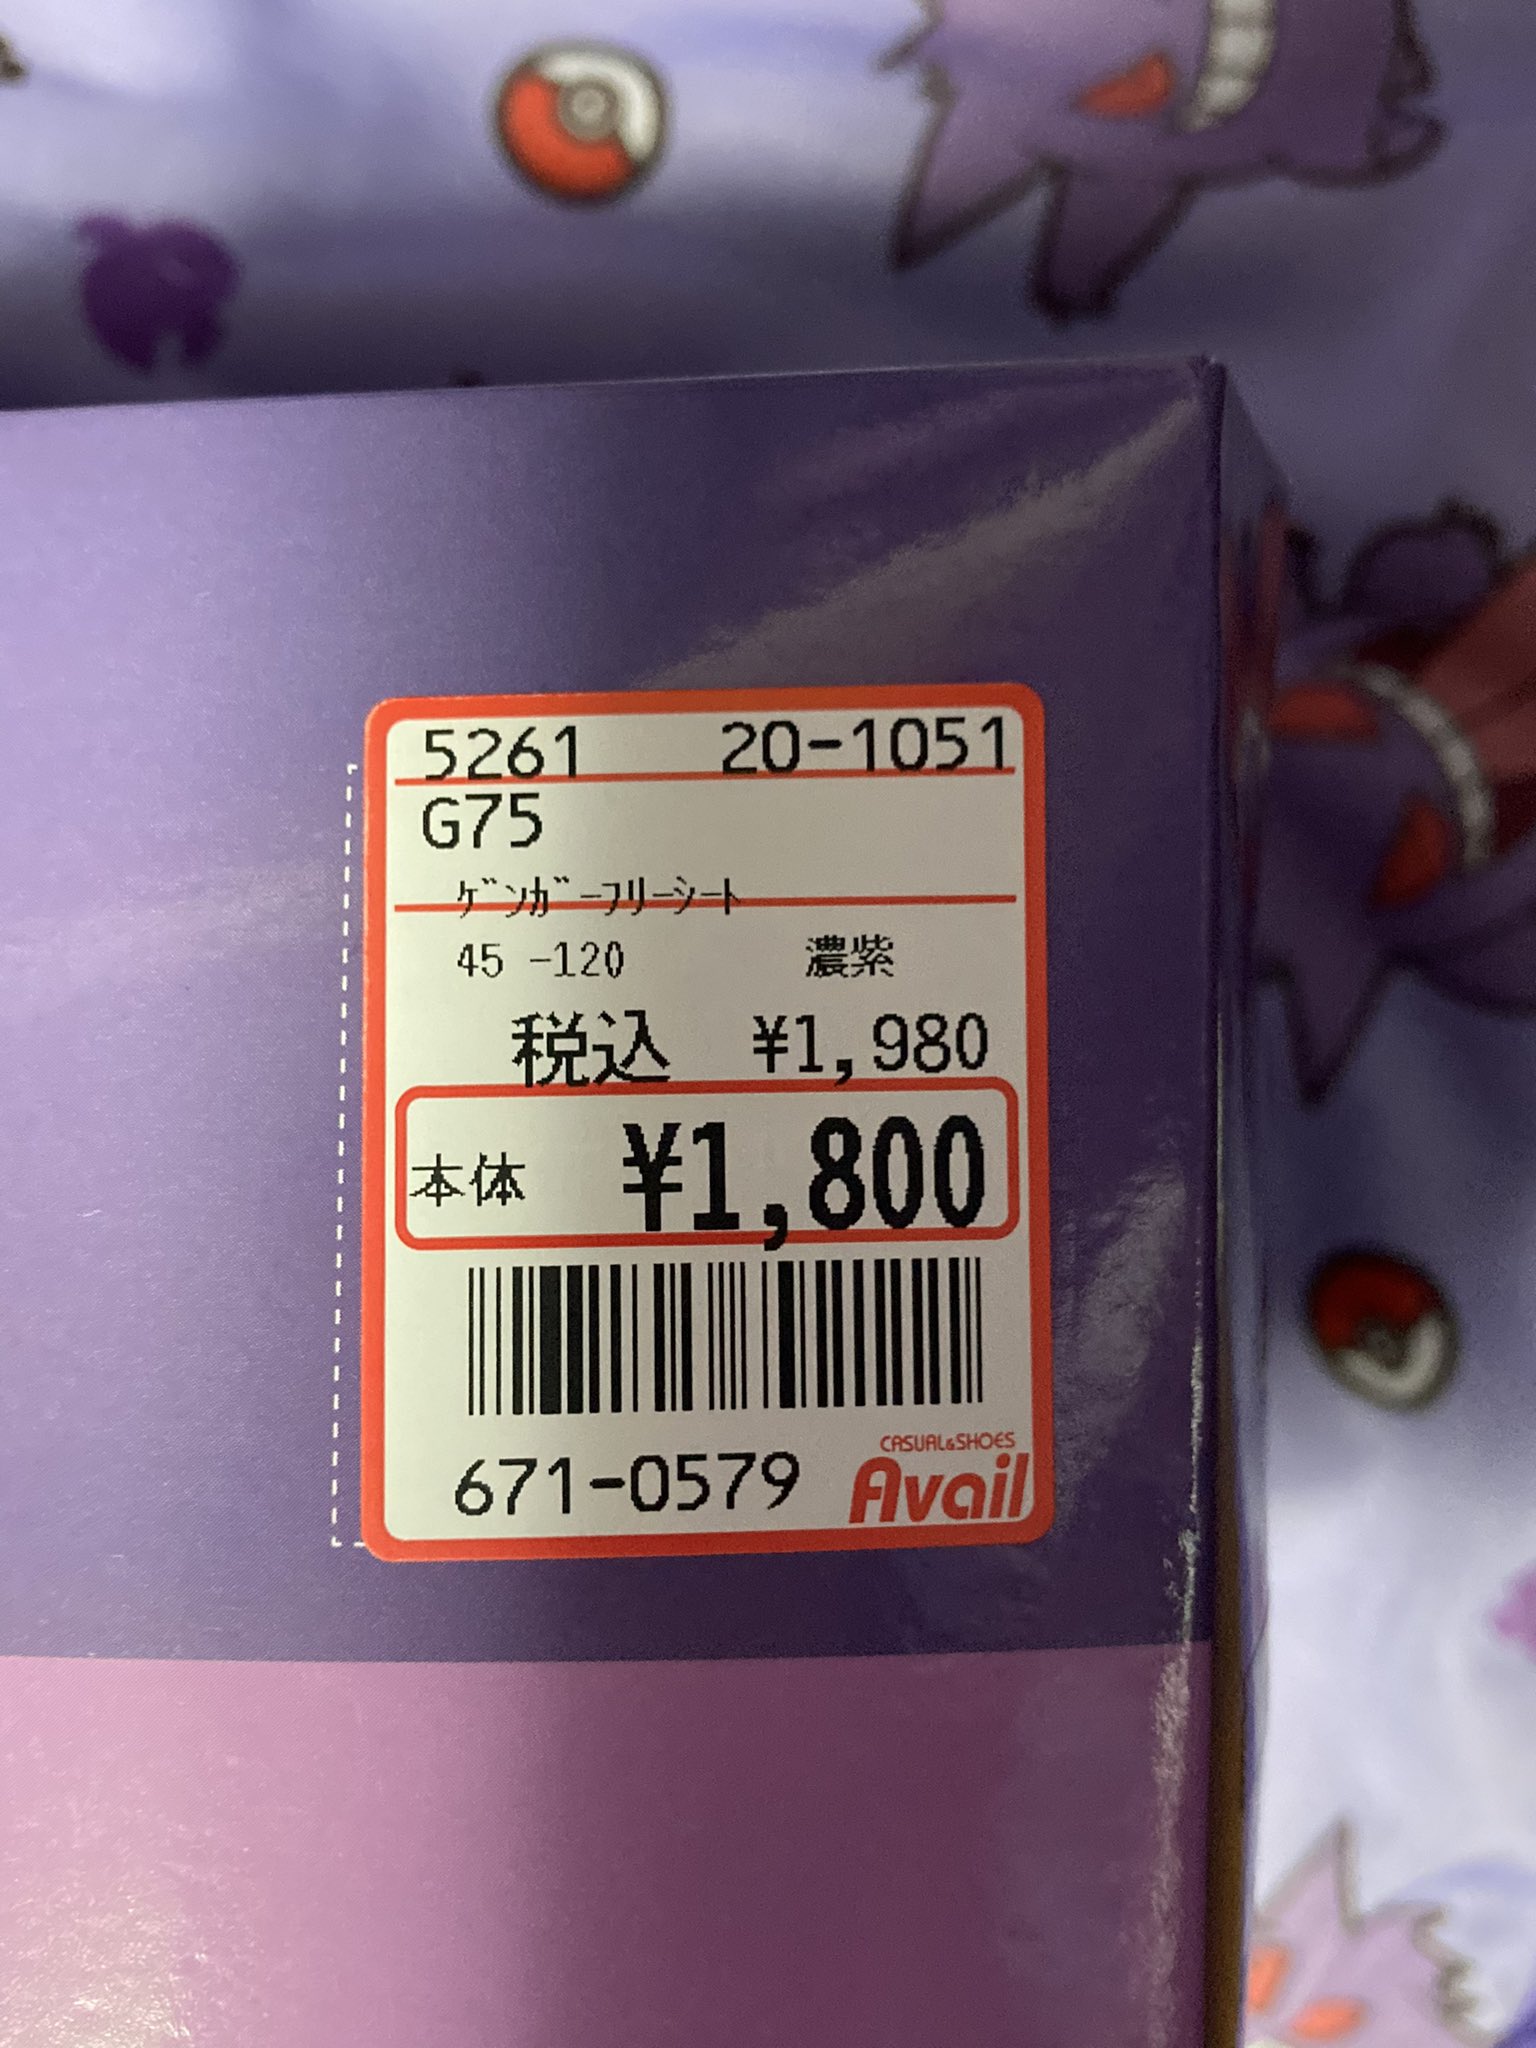 5261 20-1051
G75
ｹﾞﾝｶﾞｰﾌﾘｰｼｰﾄ
45 -120 濃紫
税込 ¥1,980
本体 ¥1,800
671-0579
CASUAL&SHOES
Avail